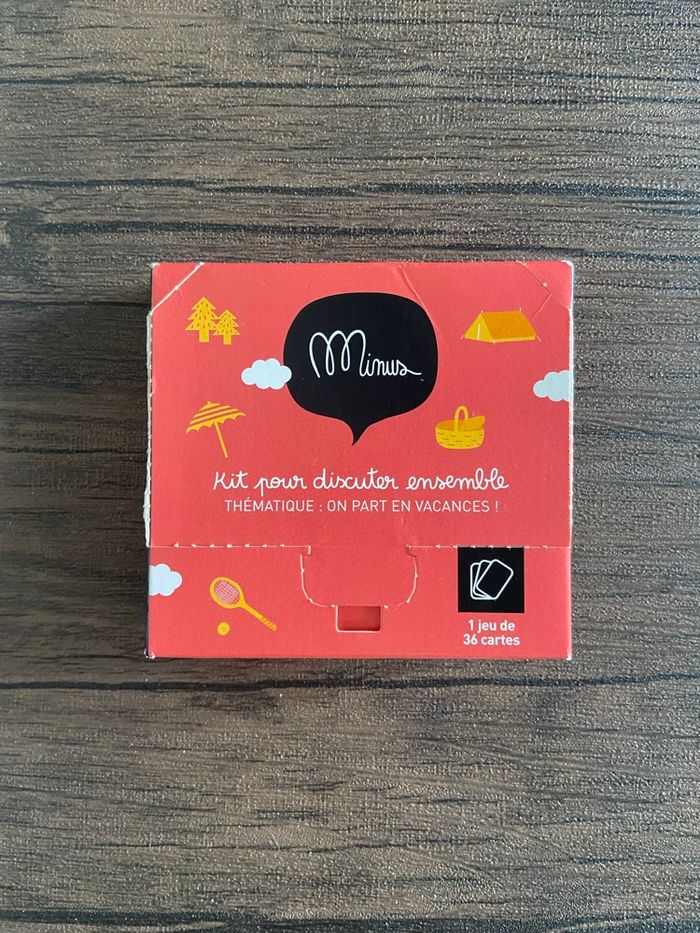 Minus
Kit pour discuter ensemble
THÉMATIQUE : ON PART EN VACANCES !
1 jeu de
36 cartes